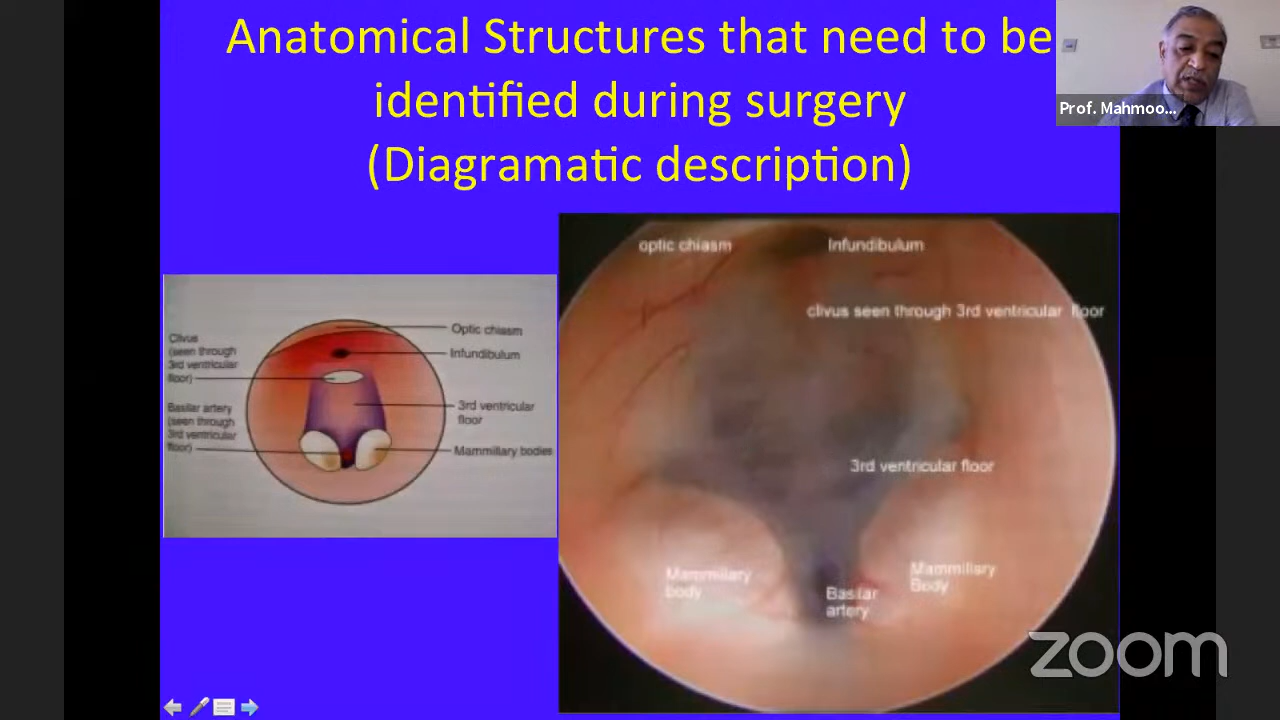 Anatomical Structures that need to be
identified during surgery
(Diagramatic description)
Prof. Mahmoo...
Clivus
(seen through
3rd ventricular
floor)
Basilar artery
(seen through
3rd ventricular
floor)
Optic chiasm
Infundibulum
3rd ventricular
floor
Mammillary bodies
optic chiasm
Infundibulum
clivus seen through 3rd ventricular floor
3rd ventricular floor
Mammiliary
body
Basilar
artery
Mammiliary
Body
zoom